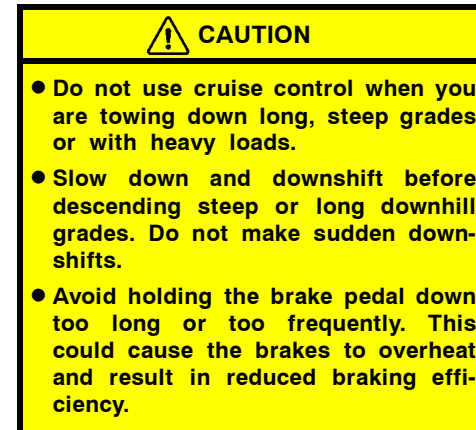 CAUTION
● Do not use cruise control when you
are towing down long, steep grades
or with heavy loads.
● Slow down and downshift before
descending steep or long downhill
grades. Do not make sudden down-
shifts.
● Avoid holding the brake pedal down
too long or too frequently. This
could cause the brakes to overheat
and result in reduced braking effi-
ciency.